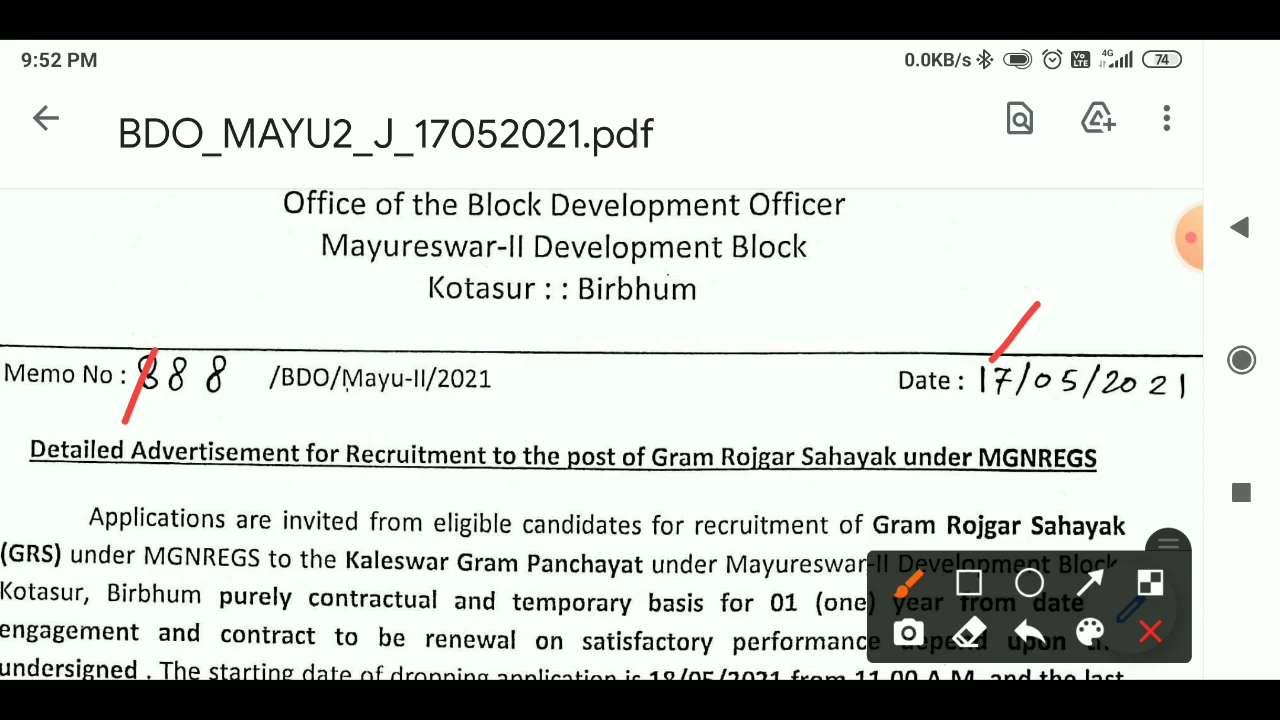 9:52 PM
0.0KB/s 4G Vo LTE 74
BDO_MAYU2_J_17052021.pdf
Office of the Block Development Officer
Mayureswar-II Development Block
Kotasur : : Birbhum
Memo No : 888 /BDO/Mayu-II/2021 Date : 17/05/2021
Detailed Advertisement for Recruitment to the post of Gram Rojgar Sahayak under MGNREGS
Applications are invited from eligible candidates for recruitment of Gram Rojgar Sahayak
(GRS) under MGNREGS to the Kaleswar Gram Panchayat under Mayureswar-II Development Block,
Kotasur, Birbhum purely contractual and temporary basis for 01 (one) year from date
engagement and contract to be renewal on satisfactory performance depend upon
undersigned . The starting date of dropping application is 18/05/2021 from 11.00 A.M. and the last